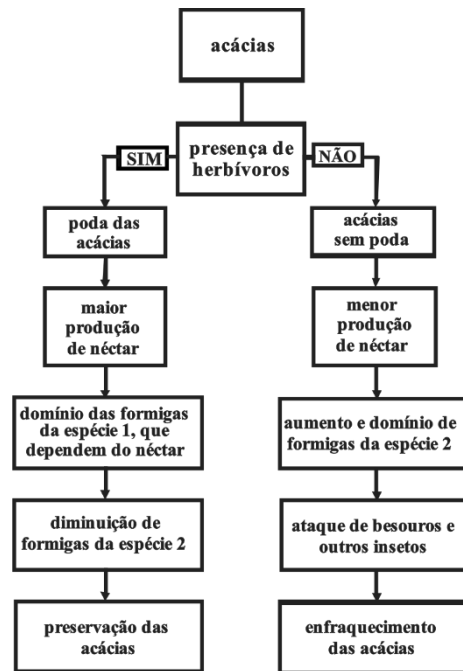 acácias
presença de
herbívoros
SIM
NÃO
poda das
acácias
acácias
sem poda
maior
produção
de néctar
menor
produção
de néctar
domínio das formigas
da espécie 1, que
dependem do néctar
aumento e domínio de
formigas da espécie 2
diminuição de
formigas da espécie 2
ataque de besouros e
outros insetos
preservação das
acácias
enfraquecimento
das acácias